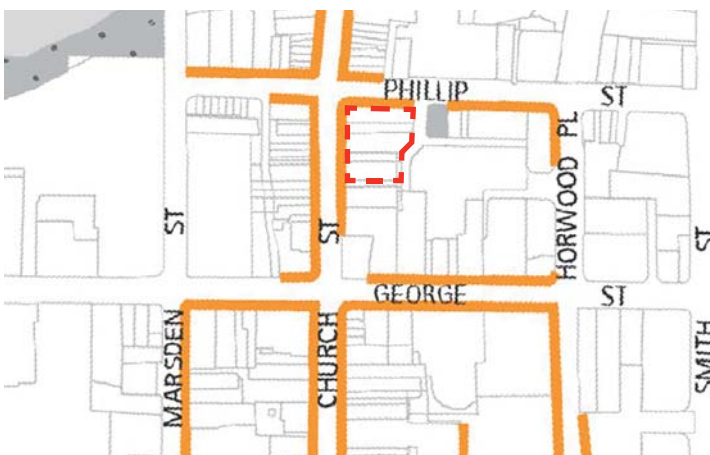 PHILLIP ST
HORWOOD PL
ST
ST
ST
GEORGE ST
MARSDEN
CHURCH
SMITH